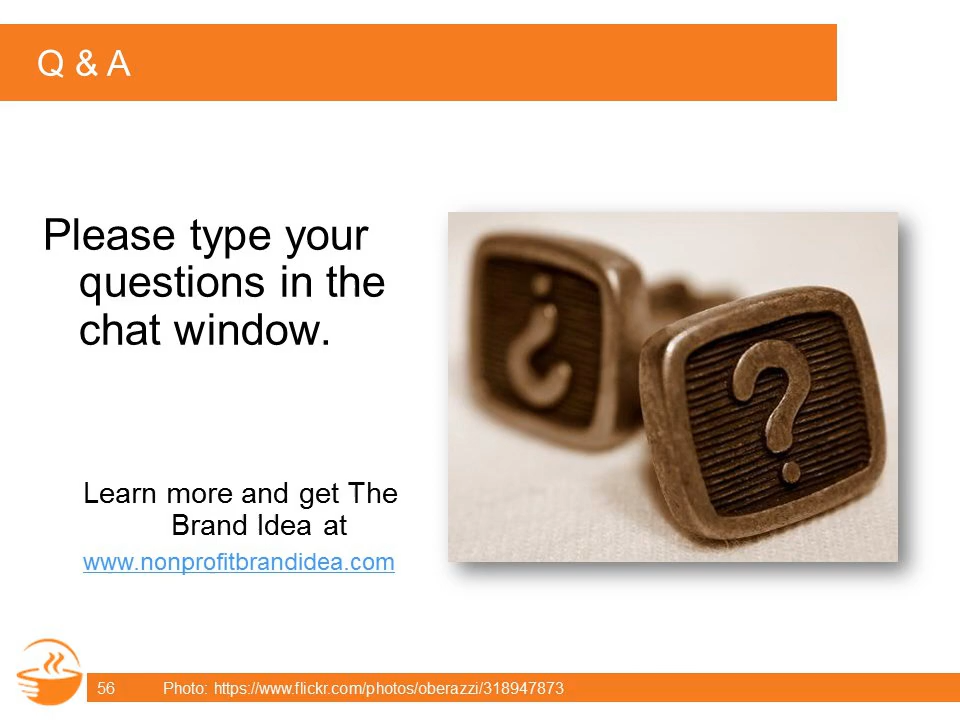 Q & A
Please type your
questions in the
chat window.
Learn more and get The
Brand Idea at
www.nonprofitbrandidea.com
¿
?
56 Photo: https://www.flickr.com/photos/oberazzi/318947873